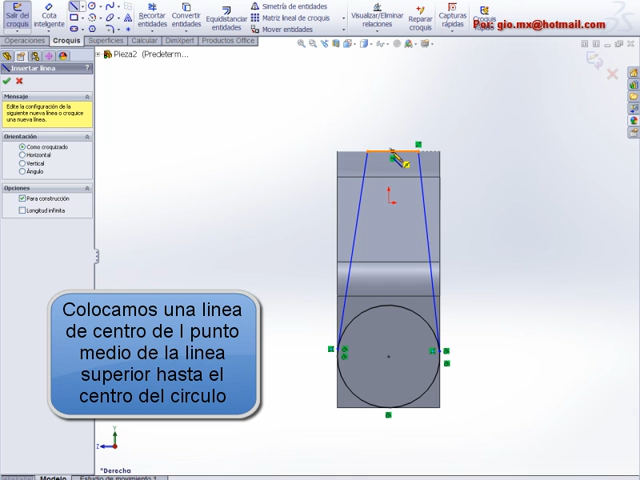 Salir del croquis
Cota inteligente
Recortar entidades
Convertir entidades
Equidistanciar entidades
Simetría de entidades
Matriz lineal de croquis
Mover entidades
Visualizar/Eliminar relaciones
Reparar croquis
Capturas rápidas
Croquis
Por: gio.mx@hotmail.com
Operaciones Croquis Superficies Calcular DimXpert Productos Office
Pieza2 (Predeterm...
Insertar línea ?
Mensaje
Edite la configuración de la
siguiente nueva línea o croquice
una nueva línea.
Orientación
Como croquizado
Horizontal
Vertical
Ángulo
Opciones
Para construcción
Longitud infinita
Colocamos una linea
de centro de l punto
medio de la linea
superior hasta el
centro del circulo
Y
Z
*Derecha
Modelo Estudio de movimiento 1